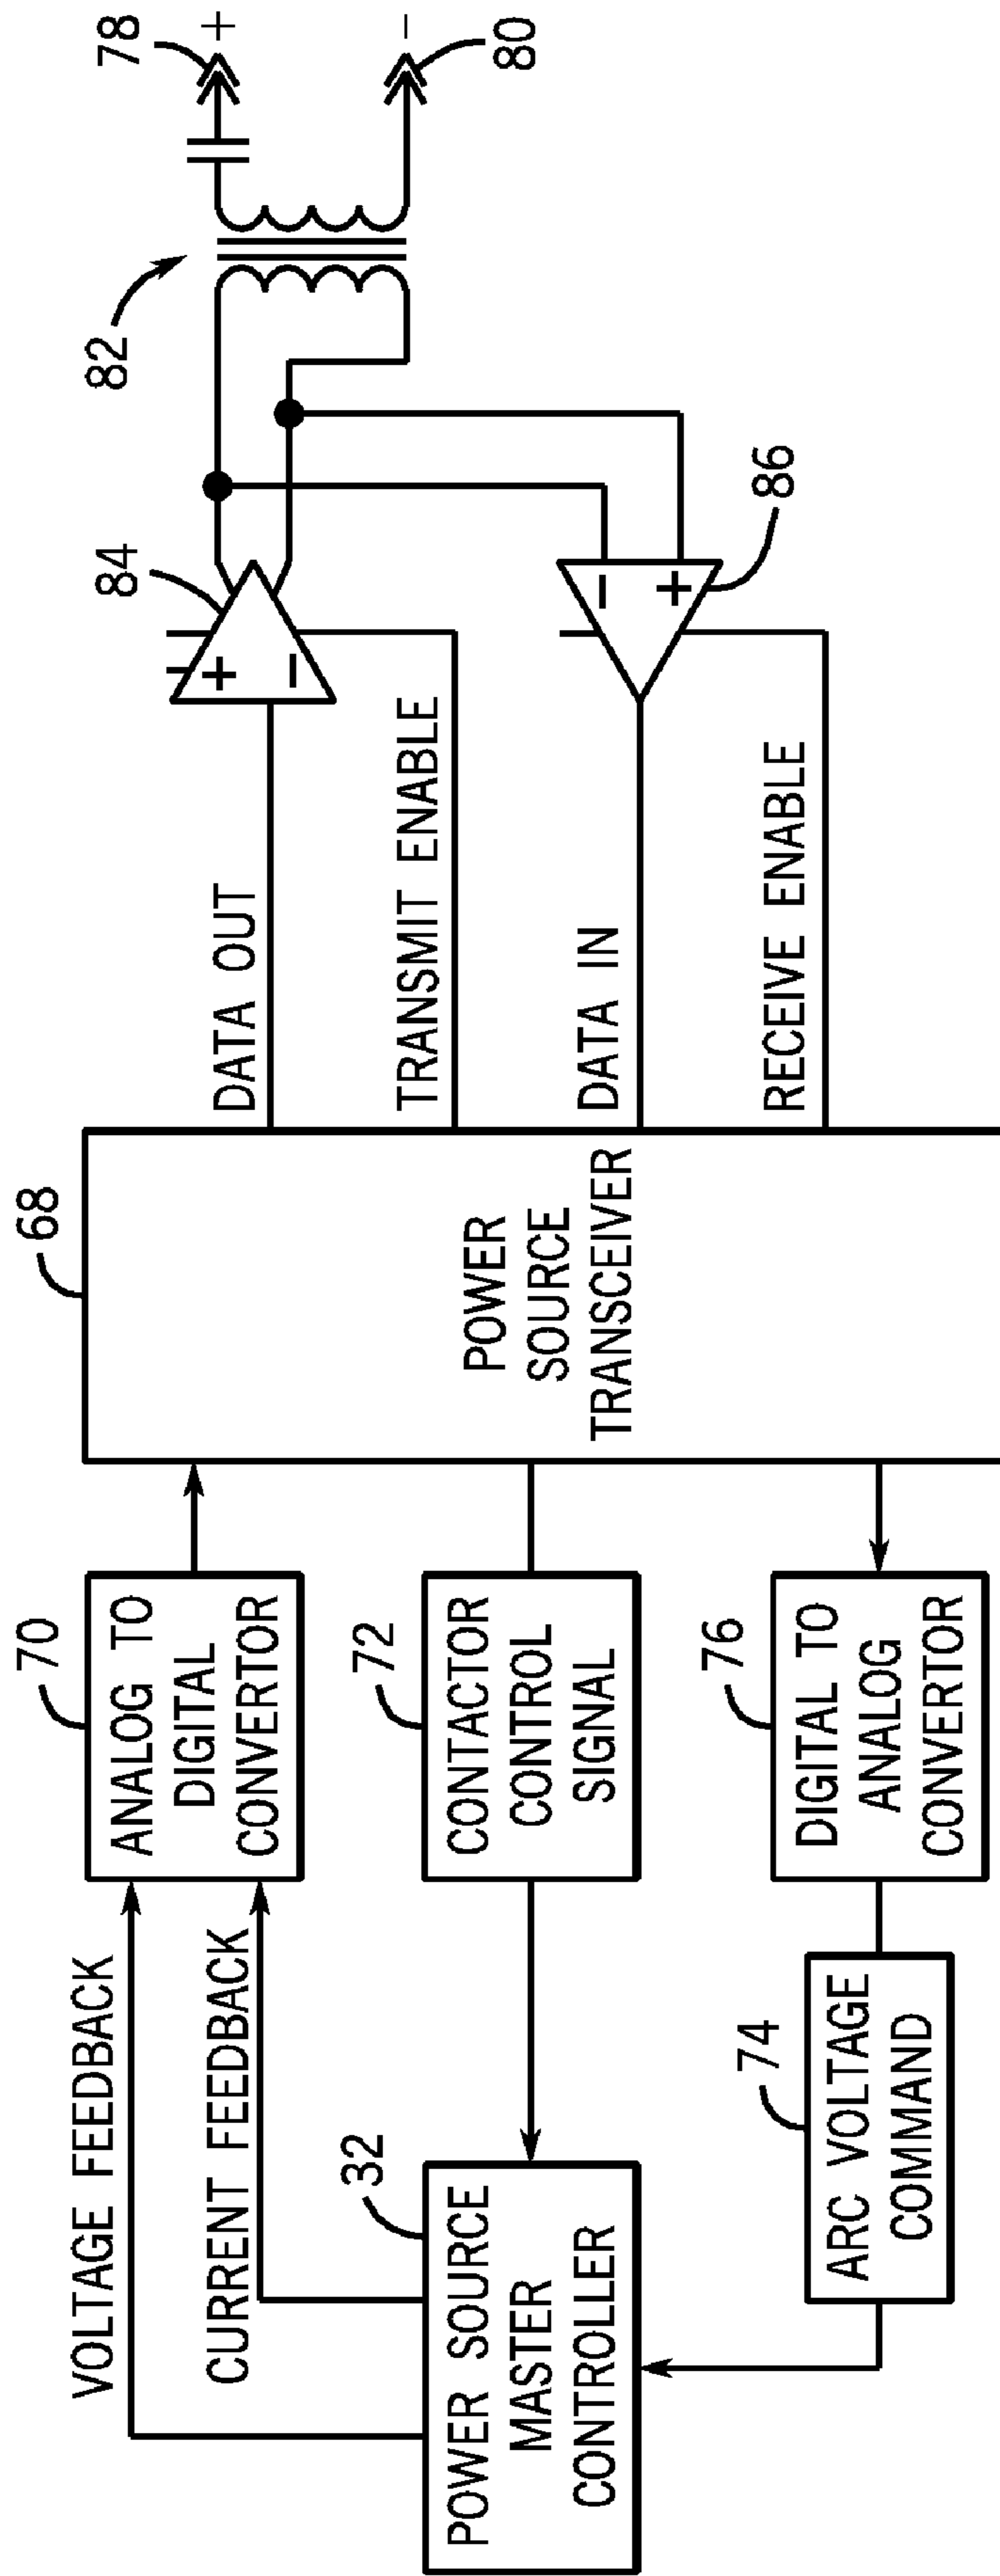 VOLTAGE FEEDBACK
CURRENT FEEDBACK
32
POWER SOURCE
MASTER
CONTROLLER
70
ANALOG TO
DIGITAL
CONVERTOR
72
CONTACTOR
CONTROL
SIGNAL
74
ARC VOLTAGE
COMMAND
76
DIGITAL TO
ANALOG
CONVERTOR
68
POWER
SOURCE
TRANSCEIVER
DATA OUT
TRANSMIT ENABLE
DATA IN
RECEIVE ENABLE
84
+
−
86
−
+
82
78
+
−
80